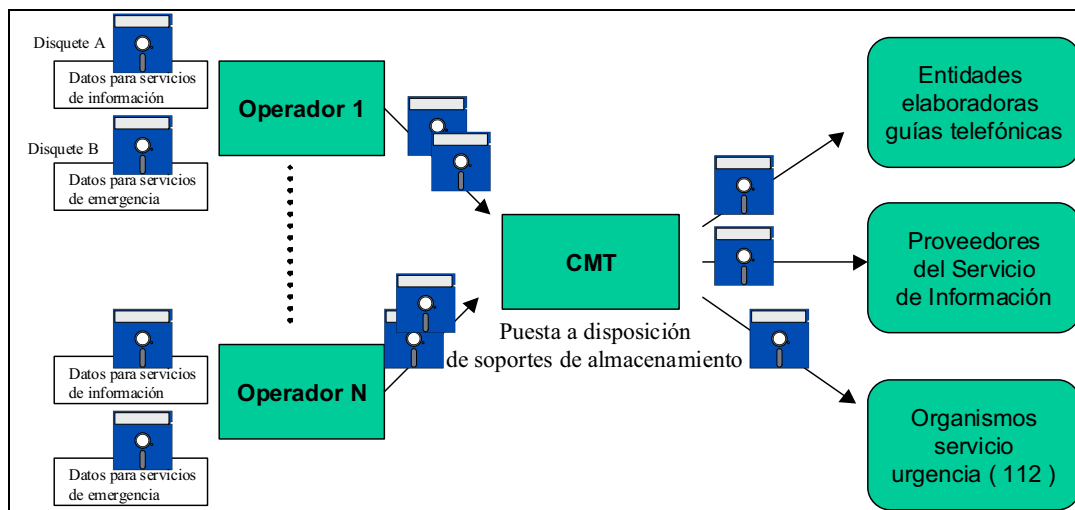 Disquete A
Datos para servicios
de información
Disquete B
Datos para servicios
de emergencia
Operador 1
Datos para servicios
de información
Datos para servicios
de emergencia
Operador N
CMT
Puesta a disposición
de soportes de almacenamiento
Entidades
elaboradoras
guías telefónicas
Proveedores
del Servicio
de Información
Organismos
servicio
urgencia ( 112 )